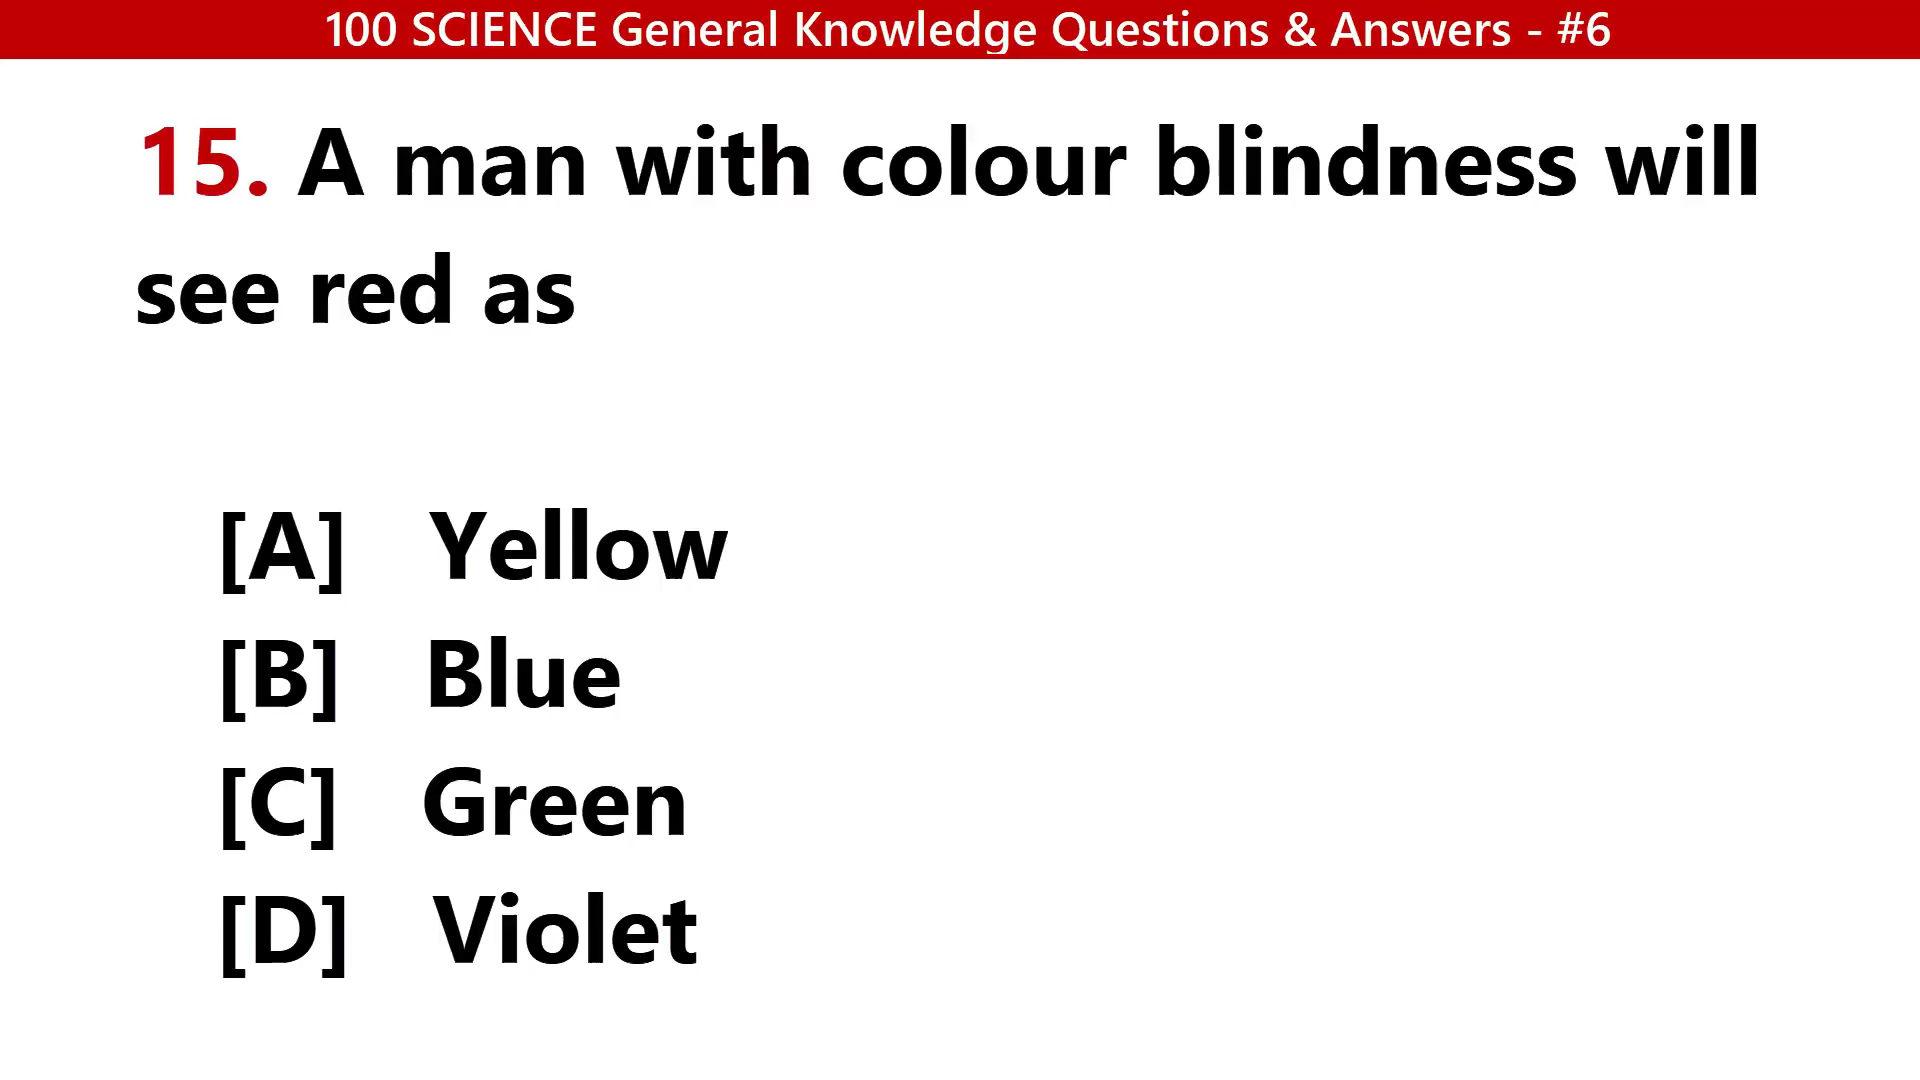 100 SCIENCE General Knowledge Questions & Answers - #6
15. A man with colour blindness will
see red as
[A] Yellow
[B] Blue
[C] Green
[D] Violet